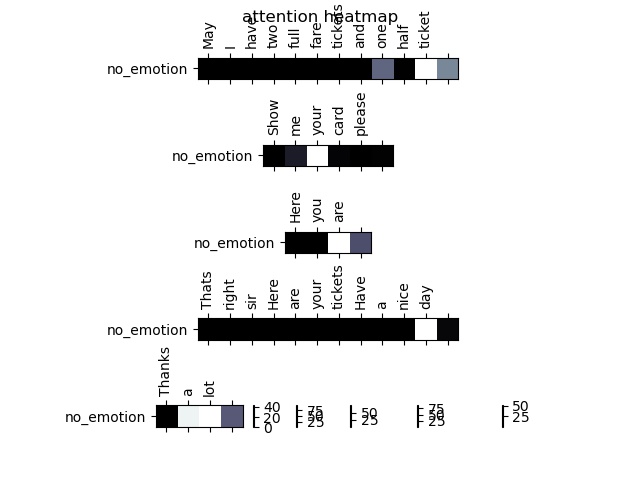 attention heatmap
May I have two full fare tickets and one half ticket
no_emotion
Show me your card please
no_emotion
Here you are
no_emotion
Thats right sir Here are your tickets Have a nice day
no_emotion
Thanks a lot
no_emotion
40 20 0
75 50 25
50 25
75 50 25
50 25